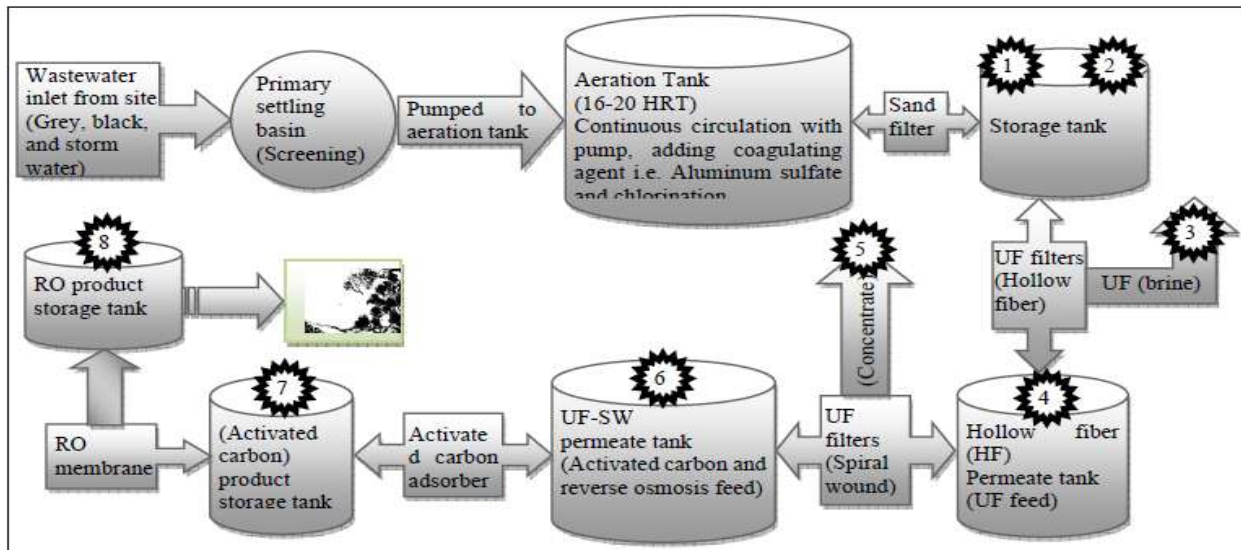 Wastewater
inlet from site
(Grey, black,
and storm
water)
Primary
settling
basin
(Screening)
Pumped to
aeration tank
Aeration Tank
(16-20 HRT)
Continuous circulation with
pump, adding coagulating
agent i.e. Aluminum sulfate
and chlorination
Sand
filter
1
2
Storage tank
UF filters
(Hollow
fiber)
3
UF (brine)
4
Hollow fiber
(HF)
Permeate tank
(UF feed)
UF
filters
(Spiral
wound)
5
(Concentrate)
6
UF-SW
permeate tank
(Activated carbon and
reverse osmosis feed)
Activate
d carbon
adsorber
7
(Activated
carbon)
product
storage tank
RO
membrane
8
RO product
storage tank